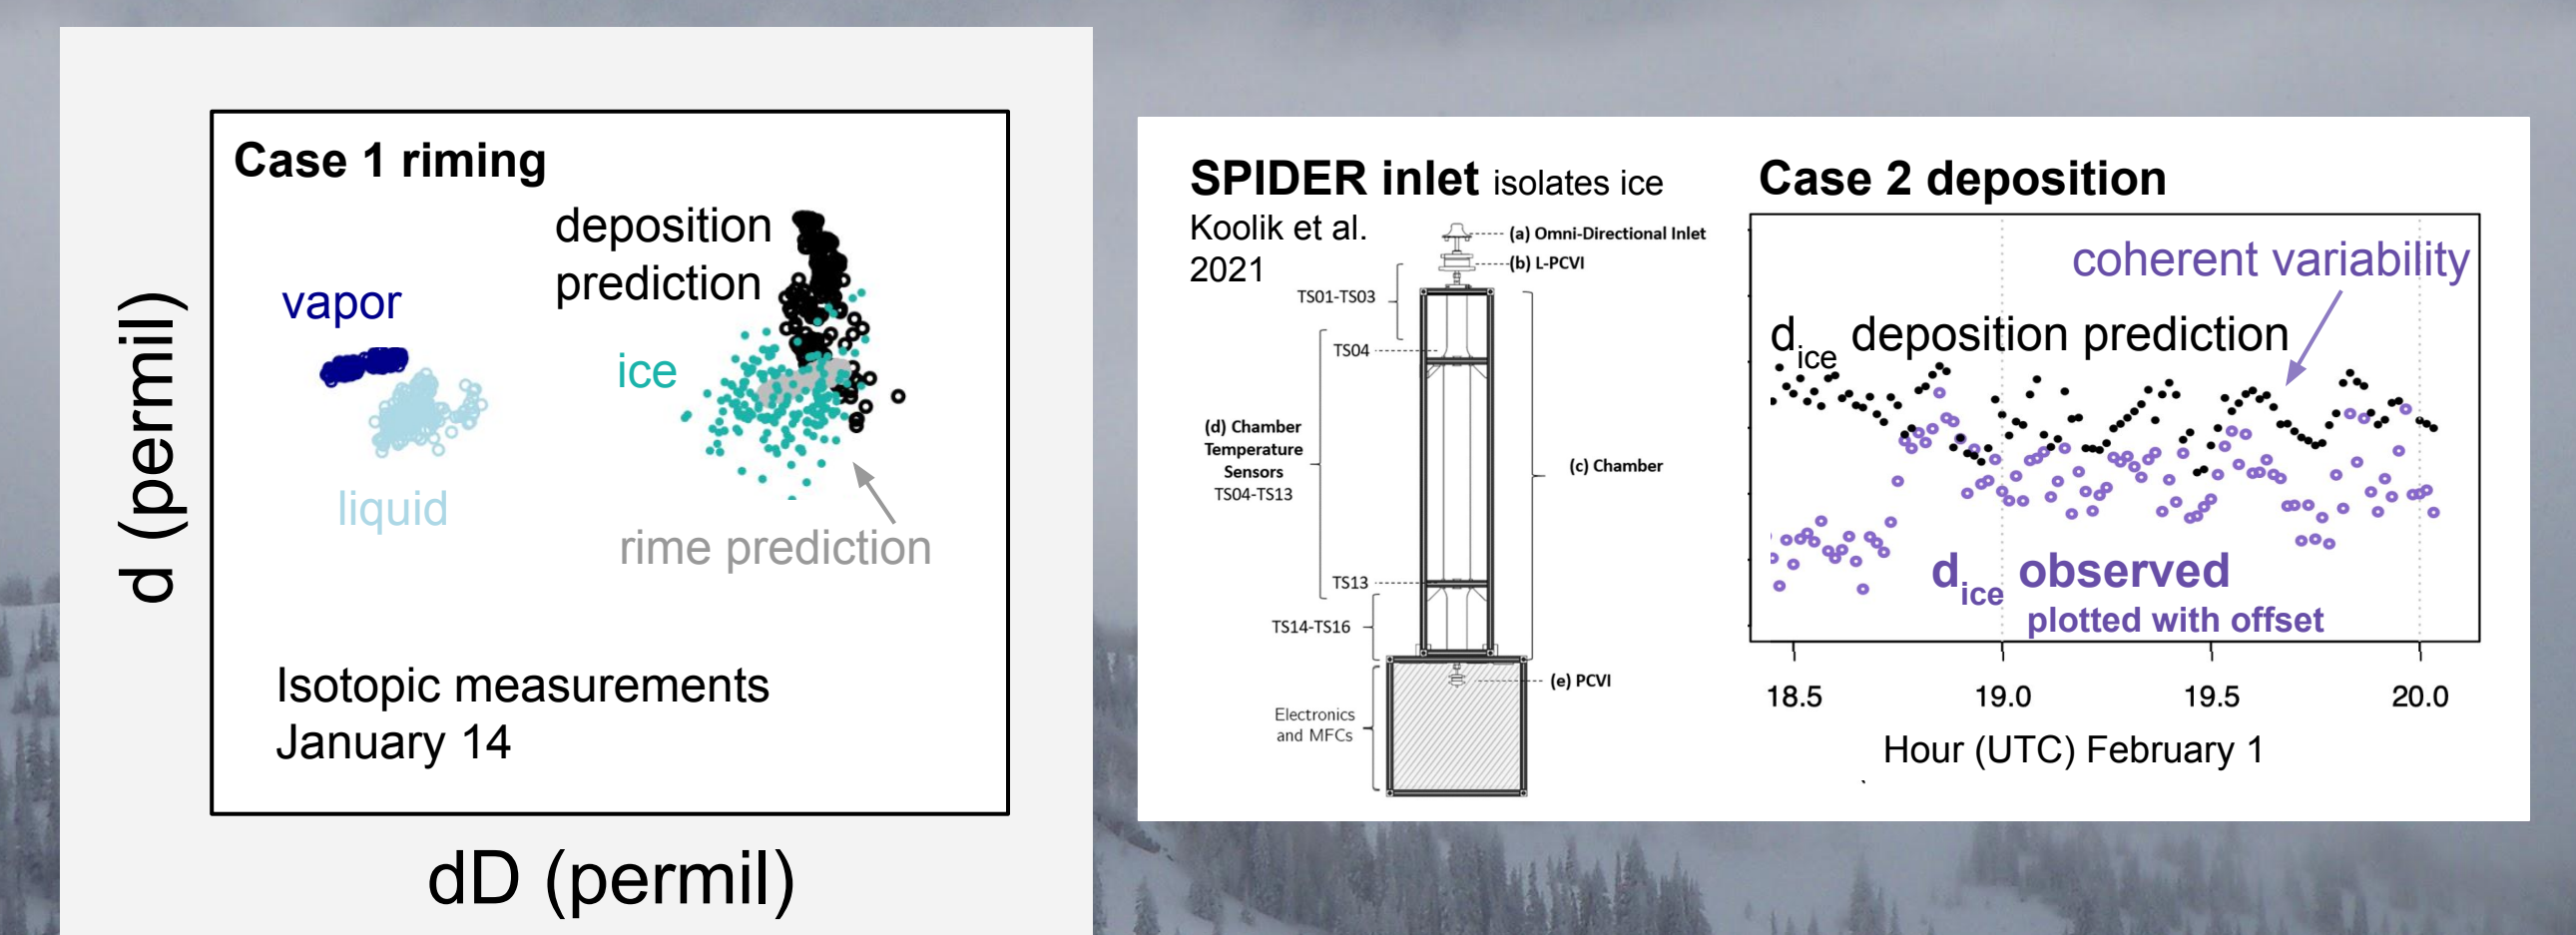 Case 1 riming
deposition
prediction
vapor
ice
liquid
rime prediction
Isotopic measurements
January 14
d (permil)
dD (permil)
SPIDER inlet isolates ice
Koolik et al.
2021
(a) Omni-Directional Inlet
(b) L-PCVI
TS01-TS03
TS04
(d) Chamber
Temperature
Sensors
TS04-TS13
(c) Chamber
TS13
TS14-TS16
(e) PCVI
Electronics
and MFCs
Case 2 deposition
coherent variability
dice deposition prediction
dice observed
plotted with offset
18.5 19.0 19.5 20.0
Hour (UTC) February 1